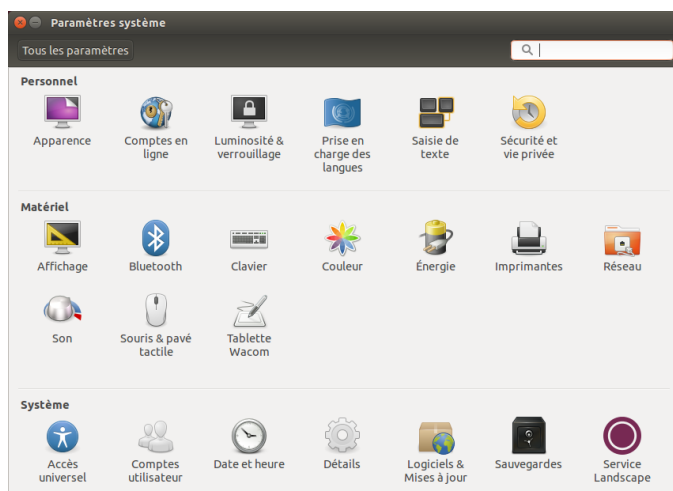 Paramètres système
Tous les paramètres
Personnel
Apparence
Comptes en
ligne
Luminosité &
verrouillage
Prise en
charge des
langues
Saisie de
texte
Sécurité et
vie privée
Matériel
Affichage
Bluetooth
Clavier
Couleur
Énergie
Imprimantes
Réseau
Son
Souris & pavé
tactile
Tablette
Wacom
Système
Accès
universel
Comptes
utilisateur
Date et heure
Détails
Logiciels &
Mises à jour
Sauvegardes
Service
Landscape